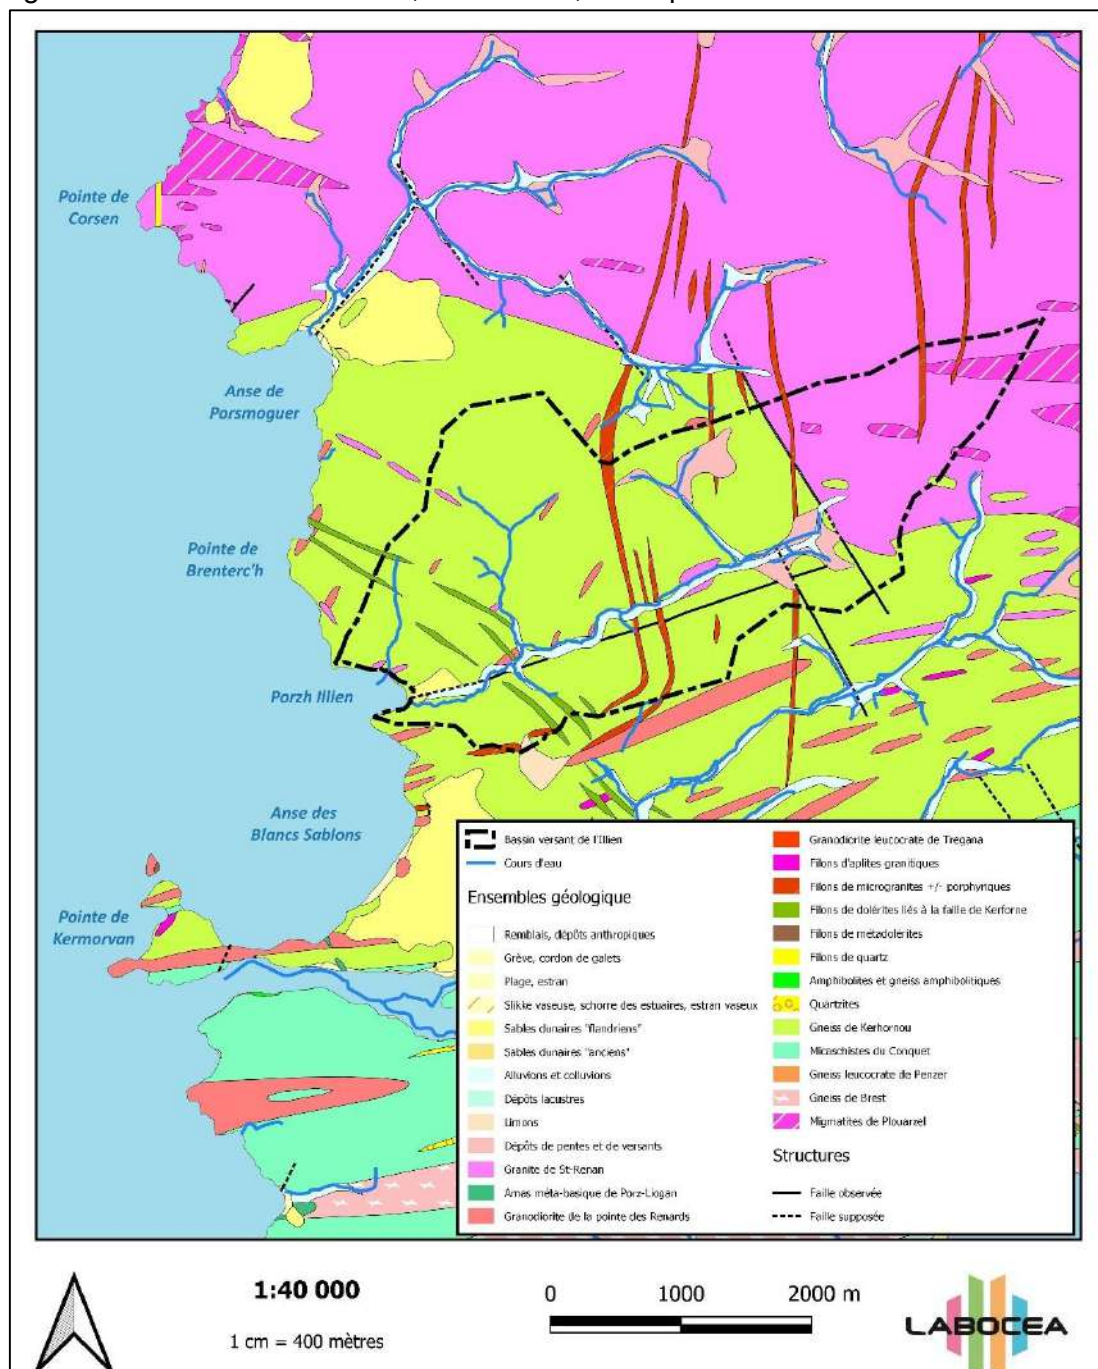 Pointe de
Corsen
Anse de
Porsmoguer
Pointe de
Brenterc'h
Porzh Illien
Anse des
Blancs Sablons
Pointe de
Kermorvan
Bassin versant de l'Illien
Cours d'eau
Ensembles géologique
Remblais, dépôts anthropiques
Grève, cordon de galets
Plage, estran
Slikke vaseuse, schorre des estuaires, estran vaseux
Sables dunaires "flandriens"
Sables dunaires "anciens"
Alluvions et colluvions
Dépôts lacustres
Limons
Dépôts de pentes et de versants
Granite de St-Renan
Amas méta-basique de Porz-Liogan
Granodiorite de la pointe des Renards
Granodiorite leucocrate de Tregana
Filons d'aplites granitiques
Filons de microgranites +/- porphyriques
Filons de dolérites liés à la faille de Kerforne
Filons de métadolérites
Filons de quartz
Amphibolites et gneiss amphibolitiques
Quartzites
Gneiss de Kerhornou
Micaschistes du Conquet
Gneiss leucocrate de Penzer
Gneiss de Brest
Migmatites de Plouarzel
Structures
Faille observée
Faille supposée
1:40 000
1 cm = 400 mètres
0 1000 2000 m
LABOCEA